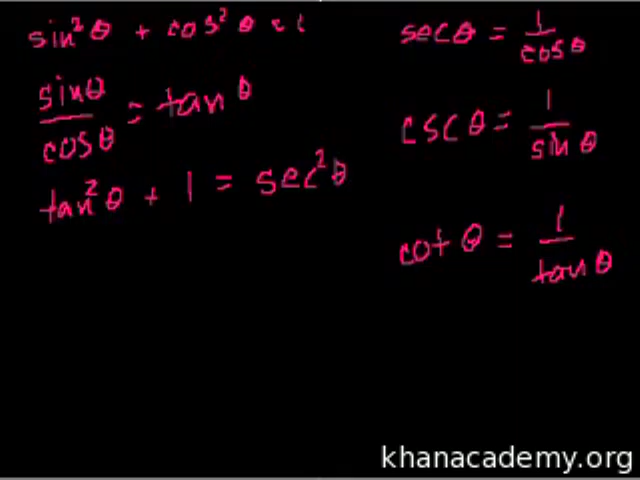 sin²θ + cos²θ = 1
sinθ/cosθ = tanθ
tan²θ + 1 = sec²θ
secθ = 1/cosθ
cscθ = 1/sinθ
cotθ = 1/tanθ
khanacademy.org